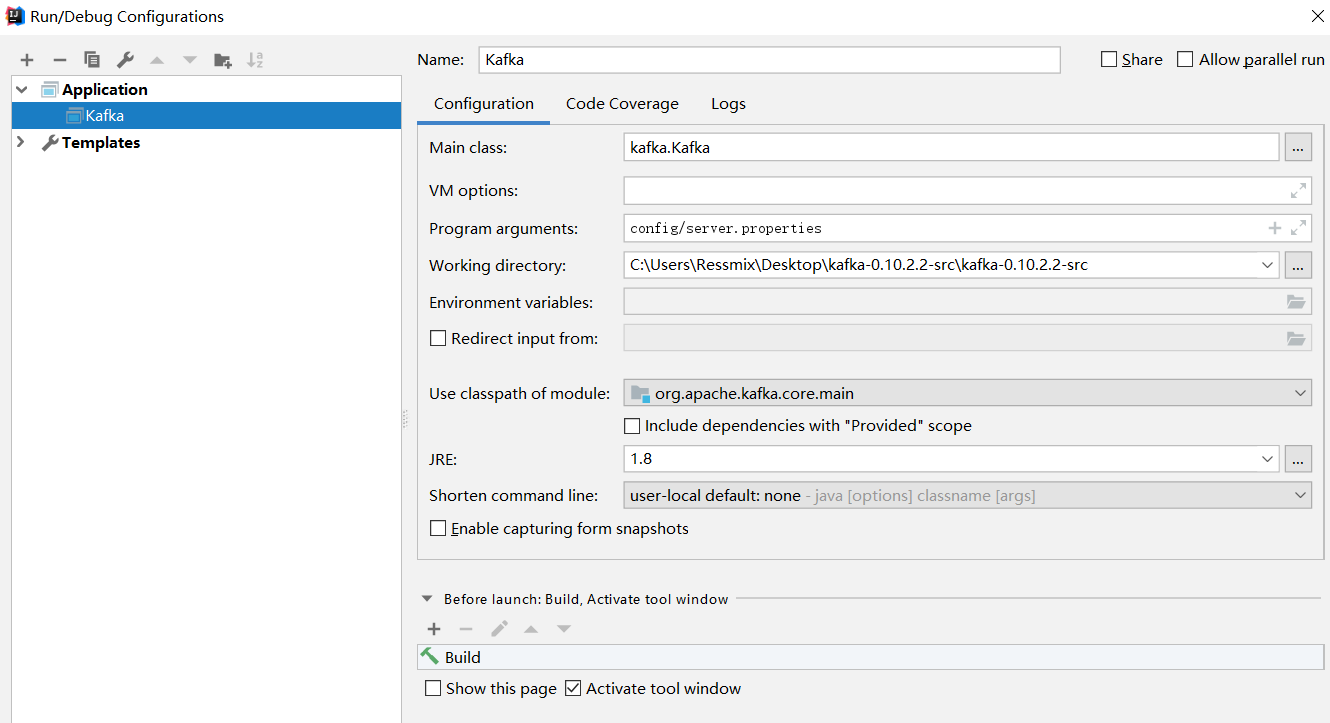 Run/Debug Configurations
Name: Kafka Share Allow parallel run
Application
Kafka
Templates
Configuration Code Coverage Logs
Main class: kafka.Kafka ...
VM options:
Program arguments: config/server.properties
Working directory: C:\Users\Ressmix\Desktop\kafka-0.10.2.2-src\kafka-0.10.2.2-src ...
Environment variables:
Redirect input from:
Use classpath of module: org.apache.kafka.core.main
Include dependencies with "Provided" scope
JRE: 1.8 ...
Shorten command line: user-local default: none - java [options] classname [args]
Enable capturing form snapshots
Before launch: Build, Activate tool window
Build
Show this page Activate tool window